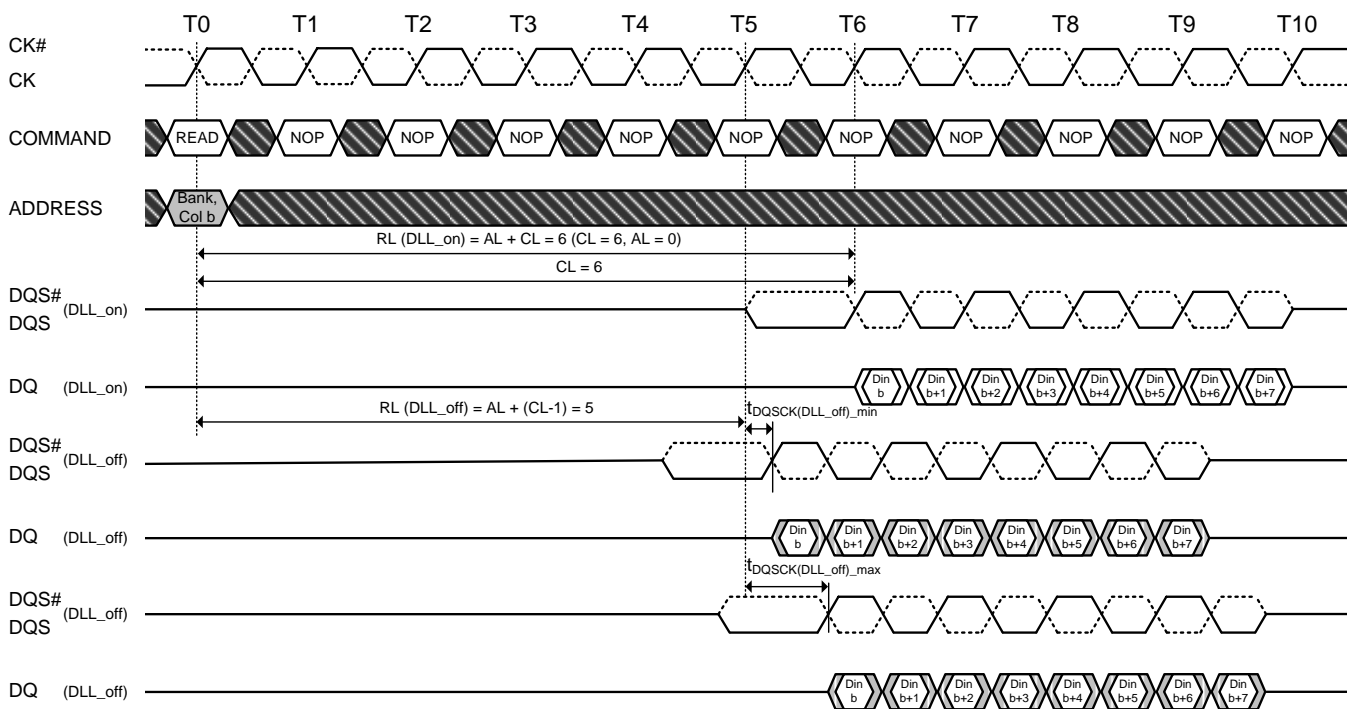 T0 T1 T2 T3 T4 T5 T6 T7 T8 T9 T10
CK#
CK
COMMAND READ NOP NOP NOP NOP NOP NOP NOP NOP NOP NOP
ADDRESS Bank,
Col b
RL (DLL_on) = AL + CL = 6 (CL = 6, AL = 0)
CL = 6
DQS#
(DLL_on)
DQS
DQ (DLL_on) Din b Din b+1 Din b+2 Din b+3 Din b+4 Din b+5 Din b+6 Din b+7
RL (DLL_off) = AL + (CL-1) = 5
tDQSCK(DLL_off)_min
DQS#
(DLL_off)
DQS
DQ (DLL_off) Din b Din b+1 Din b+2 Din b+3 Din b+4 Din b+5 Din b+6 Din b+7
tDQSCK(DLL_off)_max
DQS#
(DLL_off)
DQS
DQ (DLL_off) Din b Din b+1 Din b+2 Din b+3 Din b+4 Din b+5 Din b+6 Din b+7